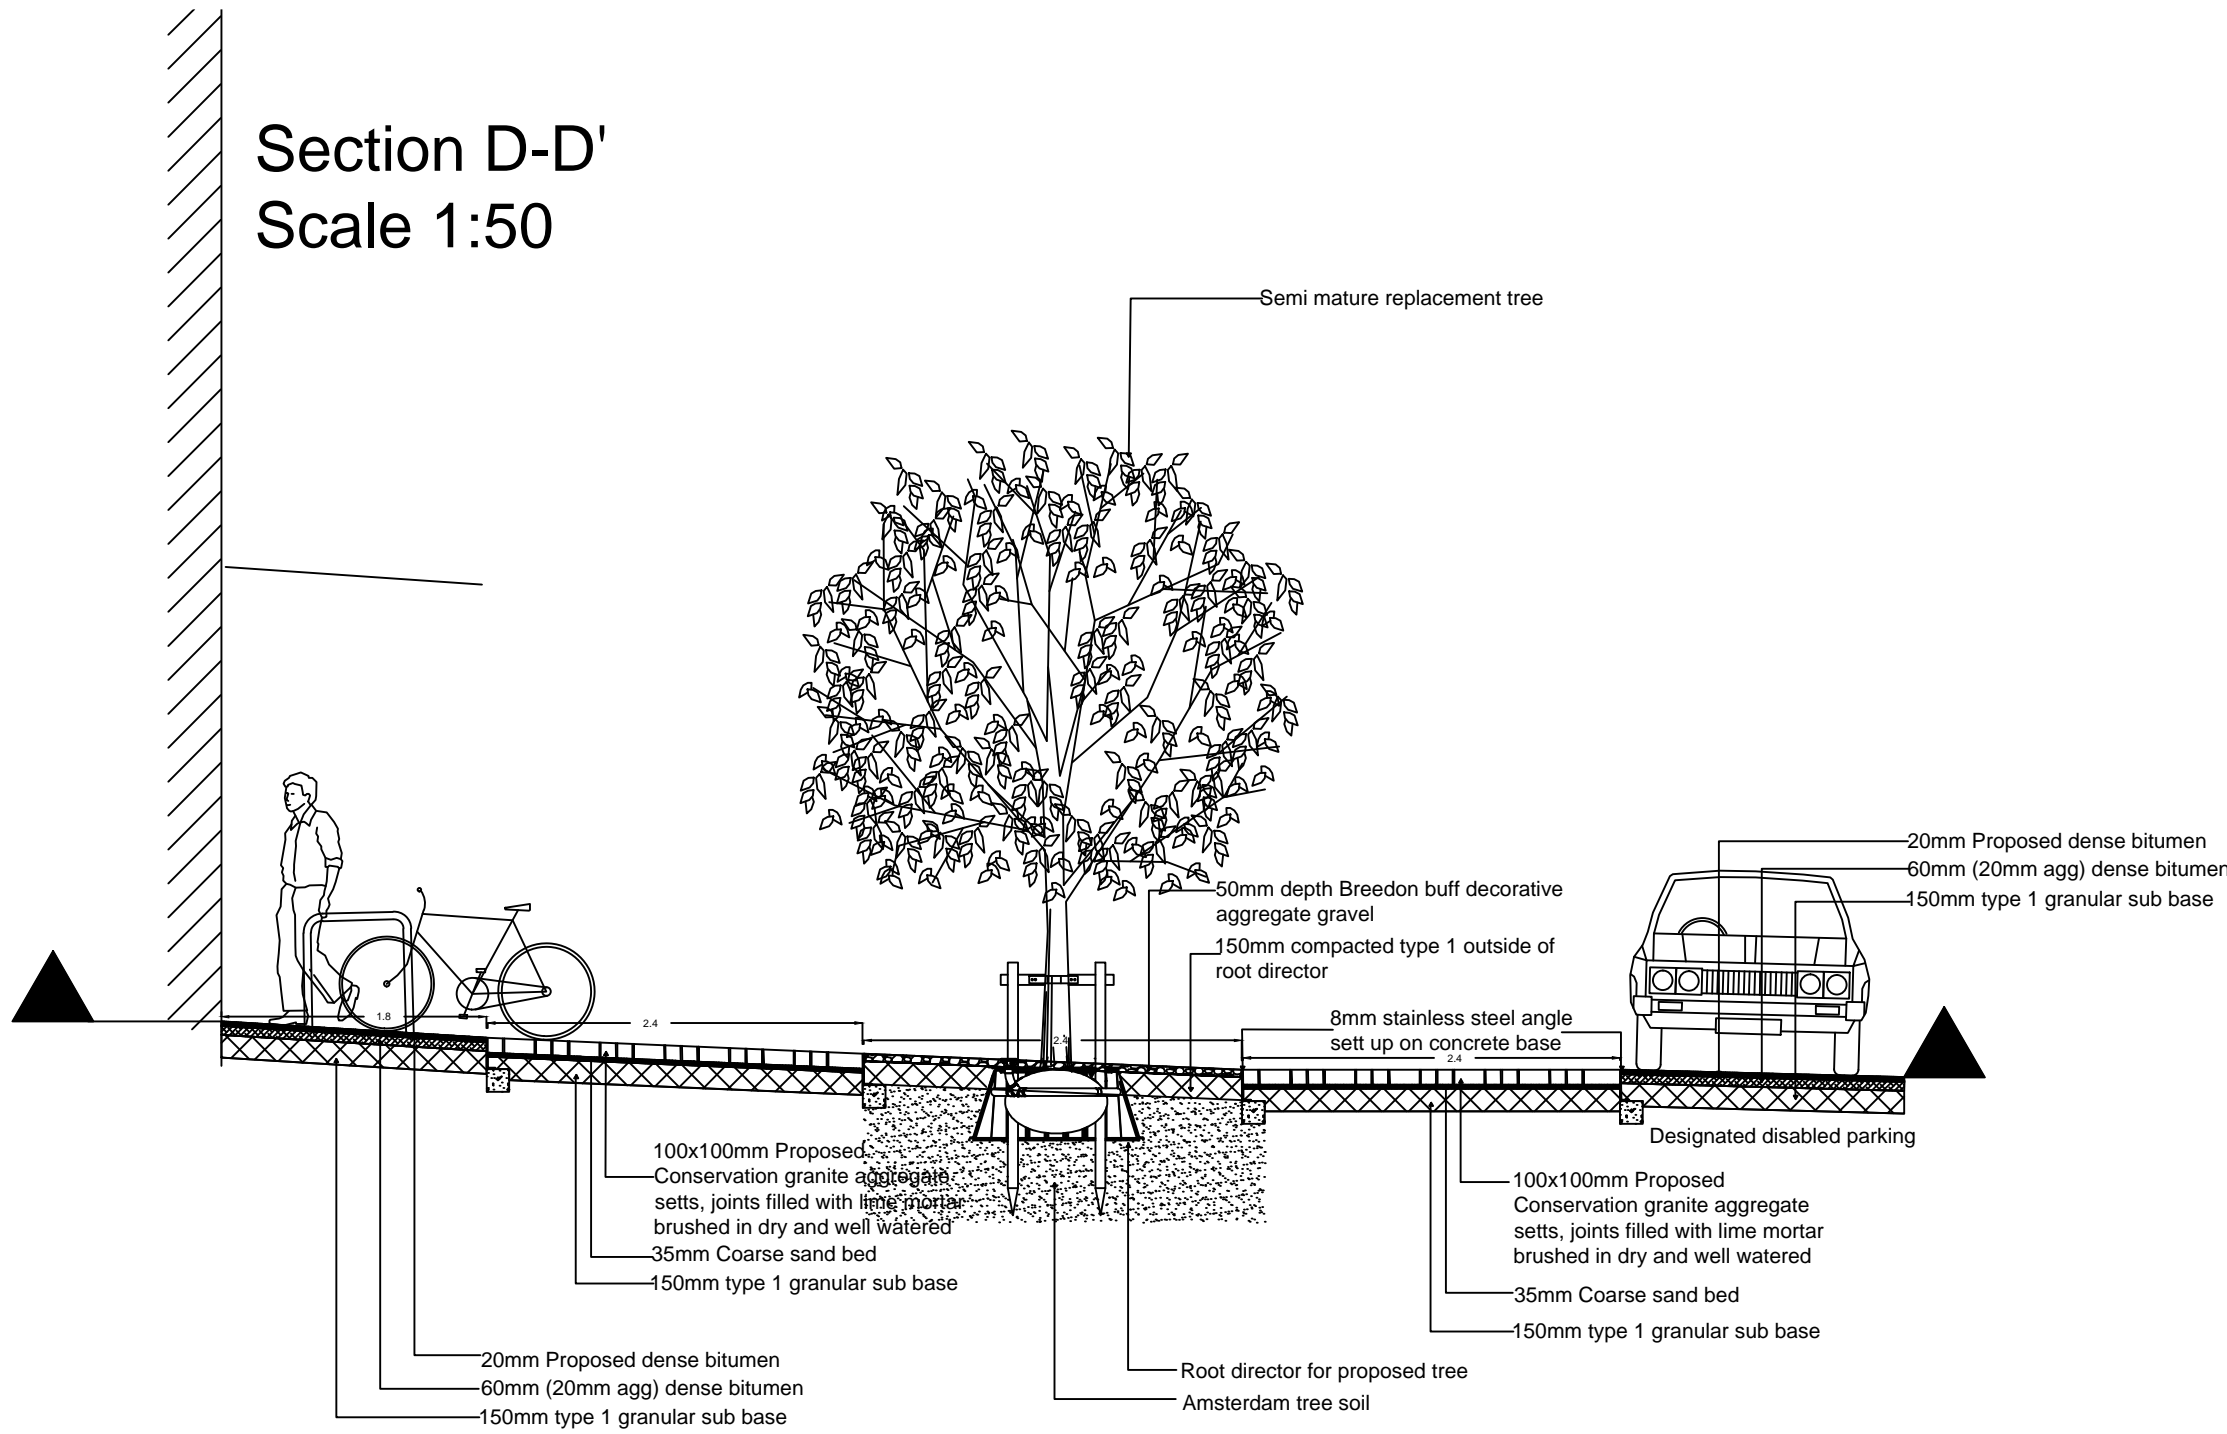 Section D-D'
Scale 1:50
Semi mature replacement tree
20mm Proposed dense bitumen
60mm (20mm agg) dense bitumen
150mm type 1 granular sub base
50mm depth Breedon buff decorative
aggregate gravel
150mm compacted type 1 outside of
root director
8mm stainless steel angle
sett up on concrete base
1.8
2.4
2.4
2.4
Designated disabled parking
100x100mm Proposed
Conservation granite aggregate
setts, joints filled with lime mortar
brushed in dry and well watered
35mm Coarse sand bed
150mm type 1 granular sub base
100x100mm Proposed
Conservation granite aggregate
setts, joints filled with lime mortar
brushed in dry and well watered
35mm Coarse sand bed
150mm type 1 granular sub base
20mm Proposed dense bitumen
60mm (20mm agg) dense bitumen
150mm type 1 granular sub base
Root director for proposed tree
Amsterdam tree soil